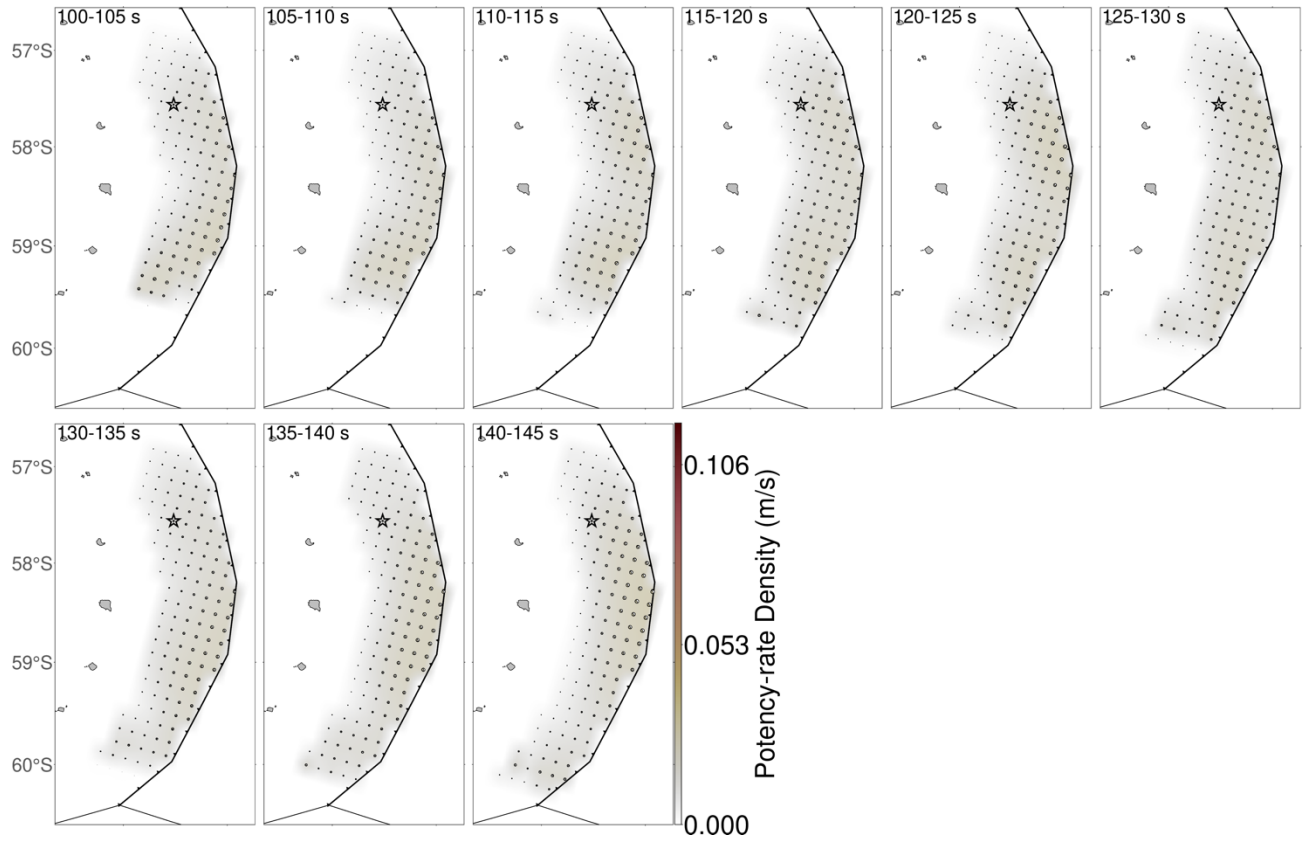 100-105 s
105-110 s
110-115 s
115-120 s
120-125 s
125-130 s
57°S
58°S
59°S
60°S
130-135 s
135-140 s
140-145 s
57°S
58°S
59°S
60°S
0.106
0.053
0.000
Potency-rate Density (m/s)